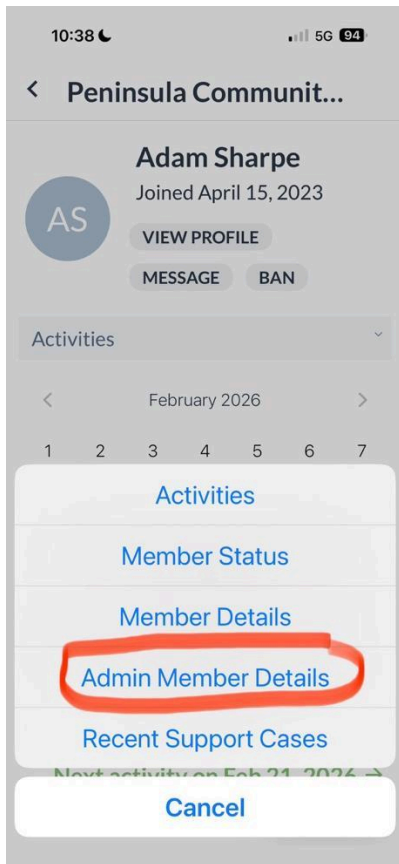 10:38
5G 94
Peninsula Communit...
Adam Sharpe
Joined April 15, 2023
AS
VIEW PROFILE
MESSAGE BAN
Activities
February 2026
1 2 3 4 5 6 7
Activities
Member Status
Member Details
Admin Member Details
Recent Support Cases
Next activity on Feb 21, 2026 →
Cancel